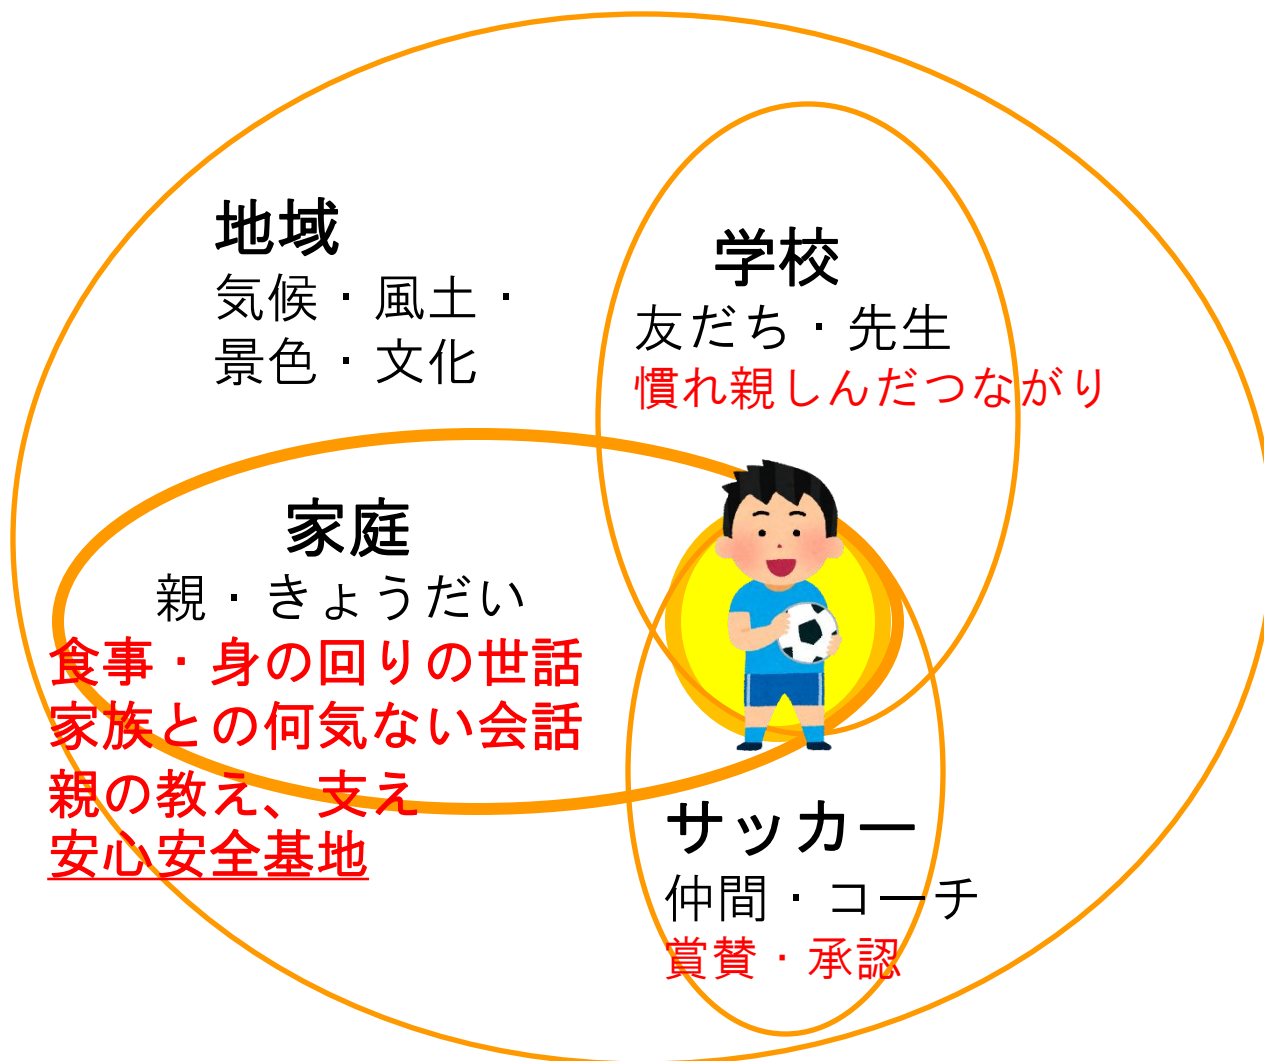 地域
気候・風土・
景色・文化
学校
友だち・先生
慣れ親しんだつながり
家庭
親・きょうだい
食事・身の回りの世話
家族との何気ない会話
親の教え、支え
安心安全基地
サッカー
仲間・コーチ
賞賛・承認